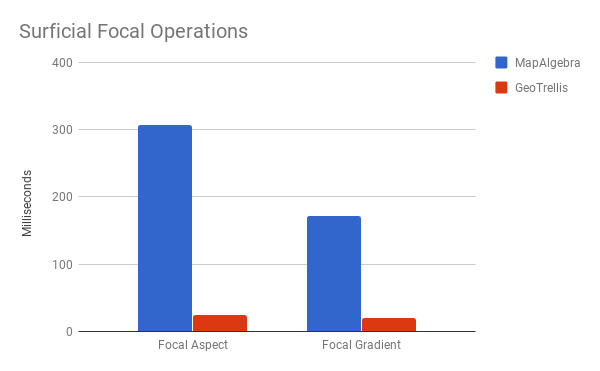 Surficial Focal Operations
MapAlgebra
GeoTrellis
400
300
200
100
0
Milliseconds
Focal Aspect
Focal Gradient